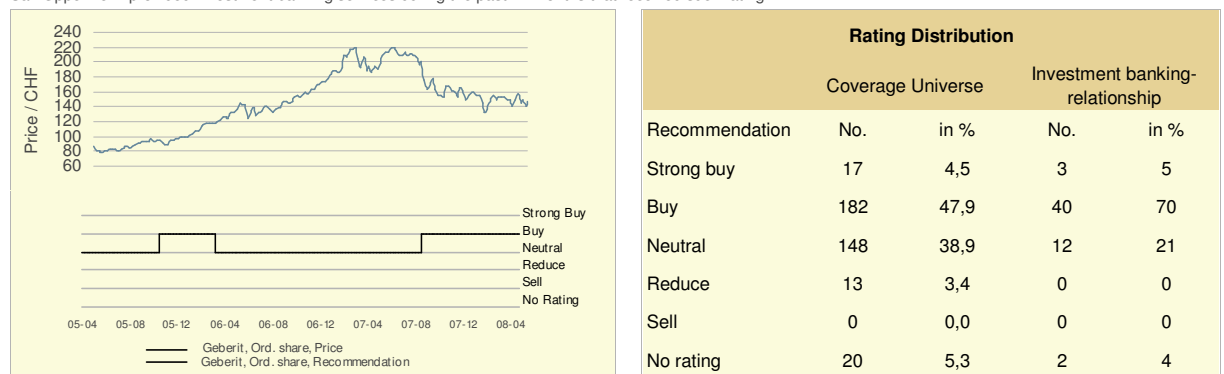 240
220
200
180
160
140
120
100
80
60
Price / CHF
Strong Buy
Buy
Neutral
Reduce
Sell
No Rating
05-04 05-08 05-12 06-04 06-08 06-12 07-04 07-08 07-12 08-04
Geberit, Ord. share, Price
Geberit, Ord. share, Recommendation
Rating Distribution
Coverage Universe Investment banking-
relationship
Recommendation No. in % No. in %
Strong buy 17 4,5 3 5
Buy 182 47,9 40 70
Neutral 148 38,9 12 21
Reduce 13 3,4 0 0
Sell 0 0,0 0 0
No rating 20 5,3 2 4